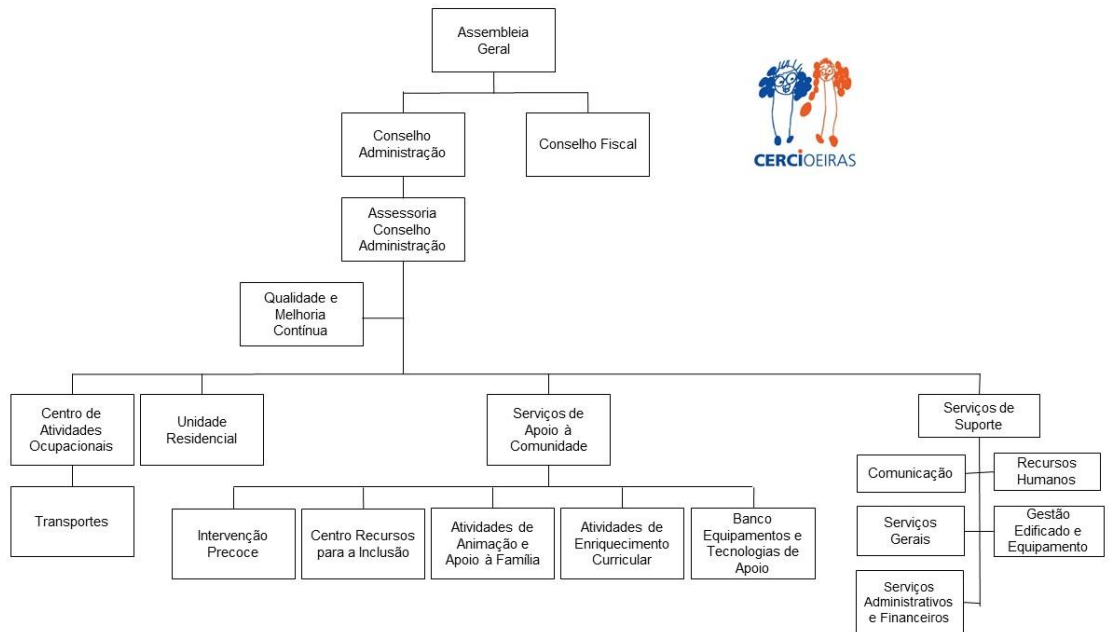 Assembleia
Geral
CERCIOEIRAS
Conselho
Administração
Conselho Fiscal
Assessoria
Conselho
Administração
Qualidade e
Melhoria
Contínua
Centro de
Atividades
Ocupacionais
Unidade
Residencial
Serviços de
Apoio à
Comunidade
Serviços de
Suporte
Transportes
Intervenção
Precoce
Centro Recursos
para a Inclusão
Atividades de
Animação e
Apoio à Família
Atividades de
Enriquecimento
Curricular
Banco
Equipamentos e
Tecnologias de
Apoio
Comunicação
Recursos
Humanos
Serviços
Gerais
Gestão
Edificado e
Equipamento
Serviços
Administrativos
e Financeiros